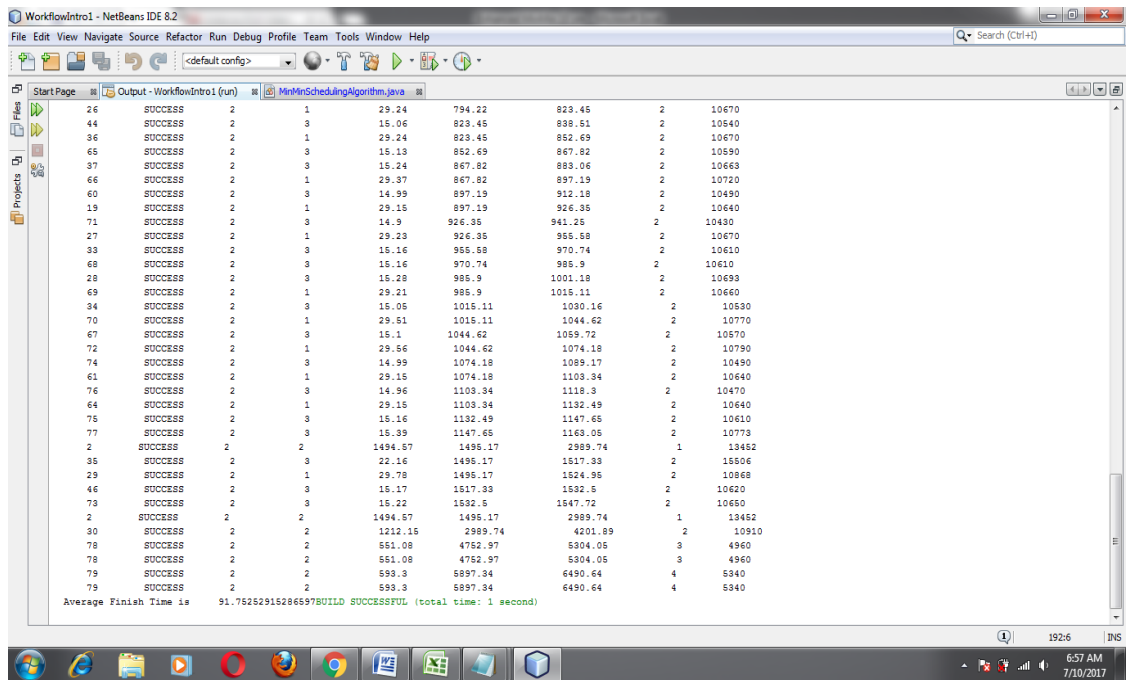 WorkflowIntro1 - NetBeans IDE 8.2
File Edit View Navigate Source Refactor Run Debug Profile Team Tools Window Help
Search (Ctrl+I)
<default config>
Start Page Output - WorkflowIntro1 (run) MinMinSchedulingAlgorithm.java
Files
Projects
26 SUCCESS 2 1 29.24 794.22 823.45 2 10670
44 SUCCESS 2 3 15.06 823.45 838.51 2 10540
36 SUCCESS 2 1 29.24 823.45 852.69 2 10670
65 SUCCESS 2 3 15.13 852.69 867.82 2 10590
37 SUCCESS 2 3 15.24 867.82 883.06 2 10663
66 SUCCESS 2 1 29.37 867.82 897.19 2 10720
60 SUCCESS 2 3 14.99 897.19 912.18 2 10490
19 SUCCESS 2 1 29.15 897.19 926.35 2 10640
71 SUCCESS 2 3 14.9 926.35 941.25 2 10430
27 SUCCESS 2 1 29.23 926.35 955.58 2 10670
33 SUCCESS 2 3 15.16 955.58 970.74 2 10610
68 SUCCESS 2 3 15.16 970.74 985.9 2 10610
28 SUCCESS 2 3 15.28 985.9 1001.18 2 10693
69 SUCCESS 2 1 29.21 985.9 1015.11 2 10660
34 SUCCESS 2 3 15.05 1015.11 1030.16 2 10530
70 SUCCESS 2 1 29.51 1015.11 1044.62 2 10770
67 SUCCESS 2 3 15.1 1044.62 1059.72 2 10570
72 SUCCESS 2 1 29.56 1044.62 1074.18 2 10790
74 SUCCESS 2 3 14.99 1074.18 1089.17 2 10490
61 SUCCESS 2 1 29.15 1074.18 1103.34 2 10640
76 SUCCESS 2 3 14.96 1103.34 1118.3 2 10470
64 SUCCESS 2 1 29.15 1103.34 1132.49 2 10640
75 SUCCESS 2 3 15.16 1132.49 1147.65 2 10610
77 SUCCESS 2 3 15.39 1147.65 1163.05 2 10773
2 SUCCESS 2 2 1494.57 1495.17 2989.74 1 13452
35 SUCCESS 2 3 22.16 1495.17 1517.33 2 15506
29 SUCCESS 2 1 29.78 1495.17 1524.95 2 10868
46 SUCCESS 2 3 15.17 1517.33 1532.5 2 10620
73 SUCCESS 2 3 15.22 1532.5 1547.72 2 10650
2 SUCCESS 2 2 1494.57 1495.17 2989.74 1 13452
30 SUCCESS 2 2 1212.15 2989.74 4201.89 2 10910
78 SUCCESS 2 2 551.08 4752.97 5304.05 3 4960
78 SUCCESS 2 2 551.08 4752.97 5304.05 3 4960
79 SUCCESS 2 2 593.3 5897.34 6490.64 4 5340
79 SUCCESS 2 2 593.3 5897.34 6490.64 4 5340
Average Finish Time is 91.75252915286597BUILD SUCCESSFUL (total time: 1 second)
1 192:6 INS
6:57 AM
7/10/2017